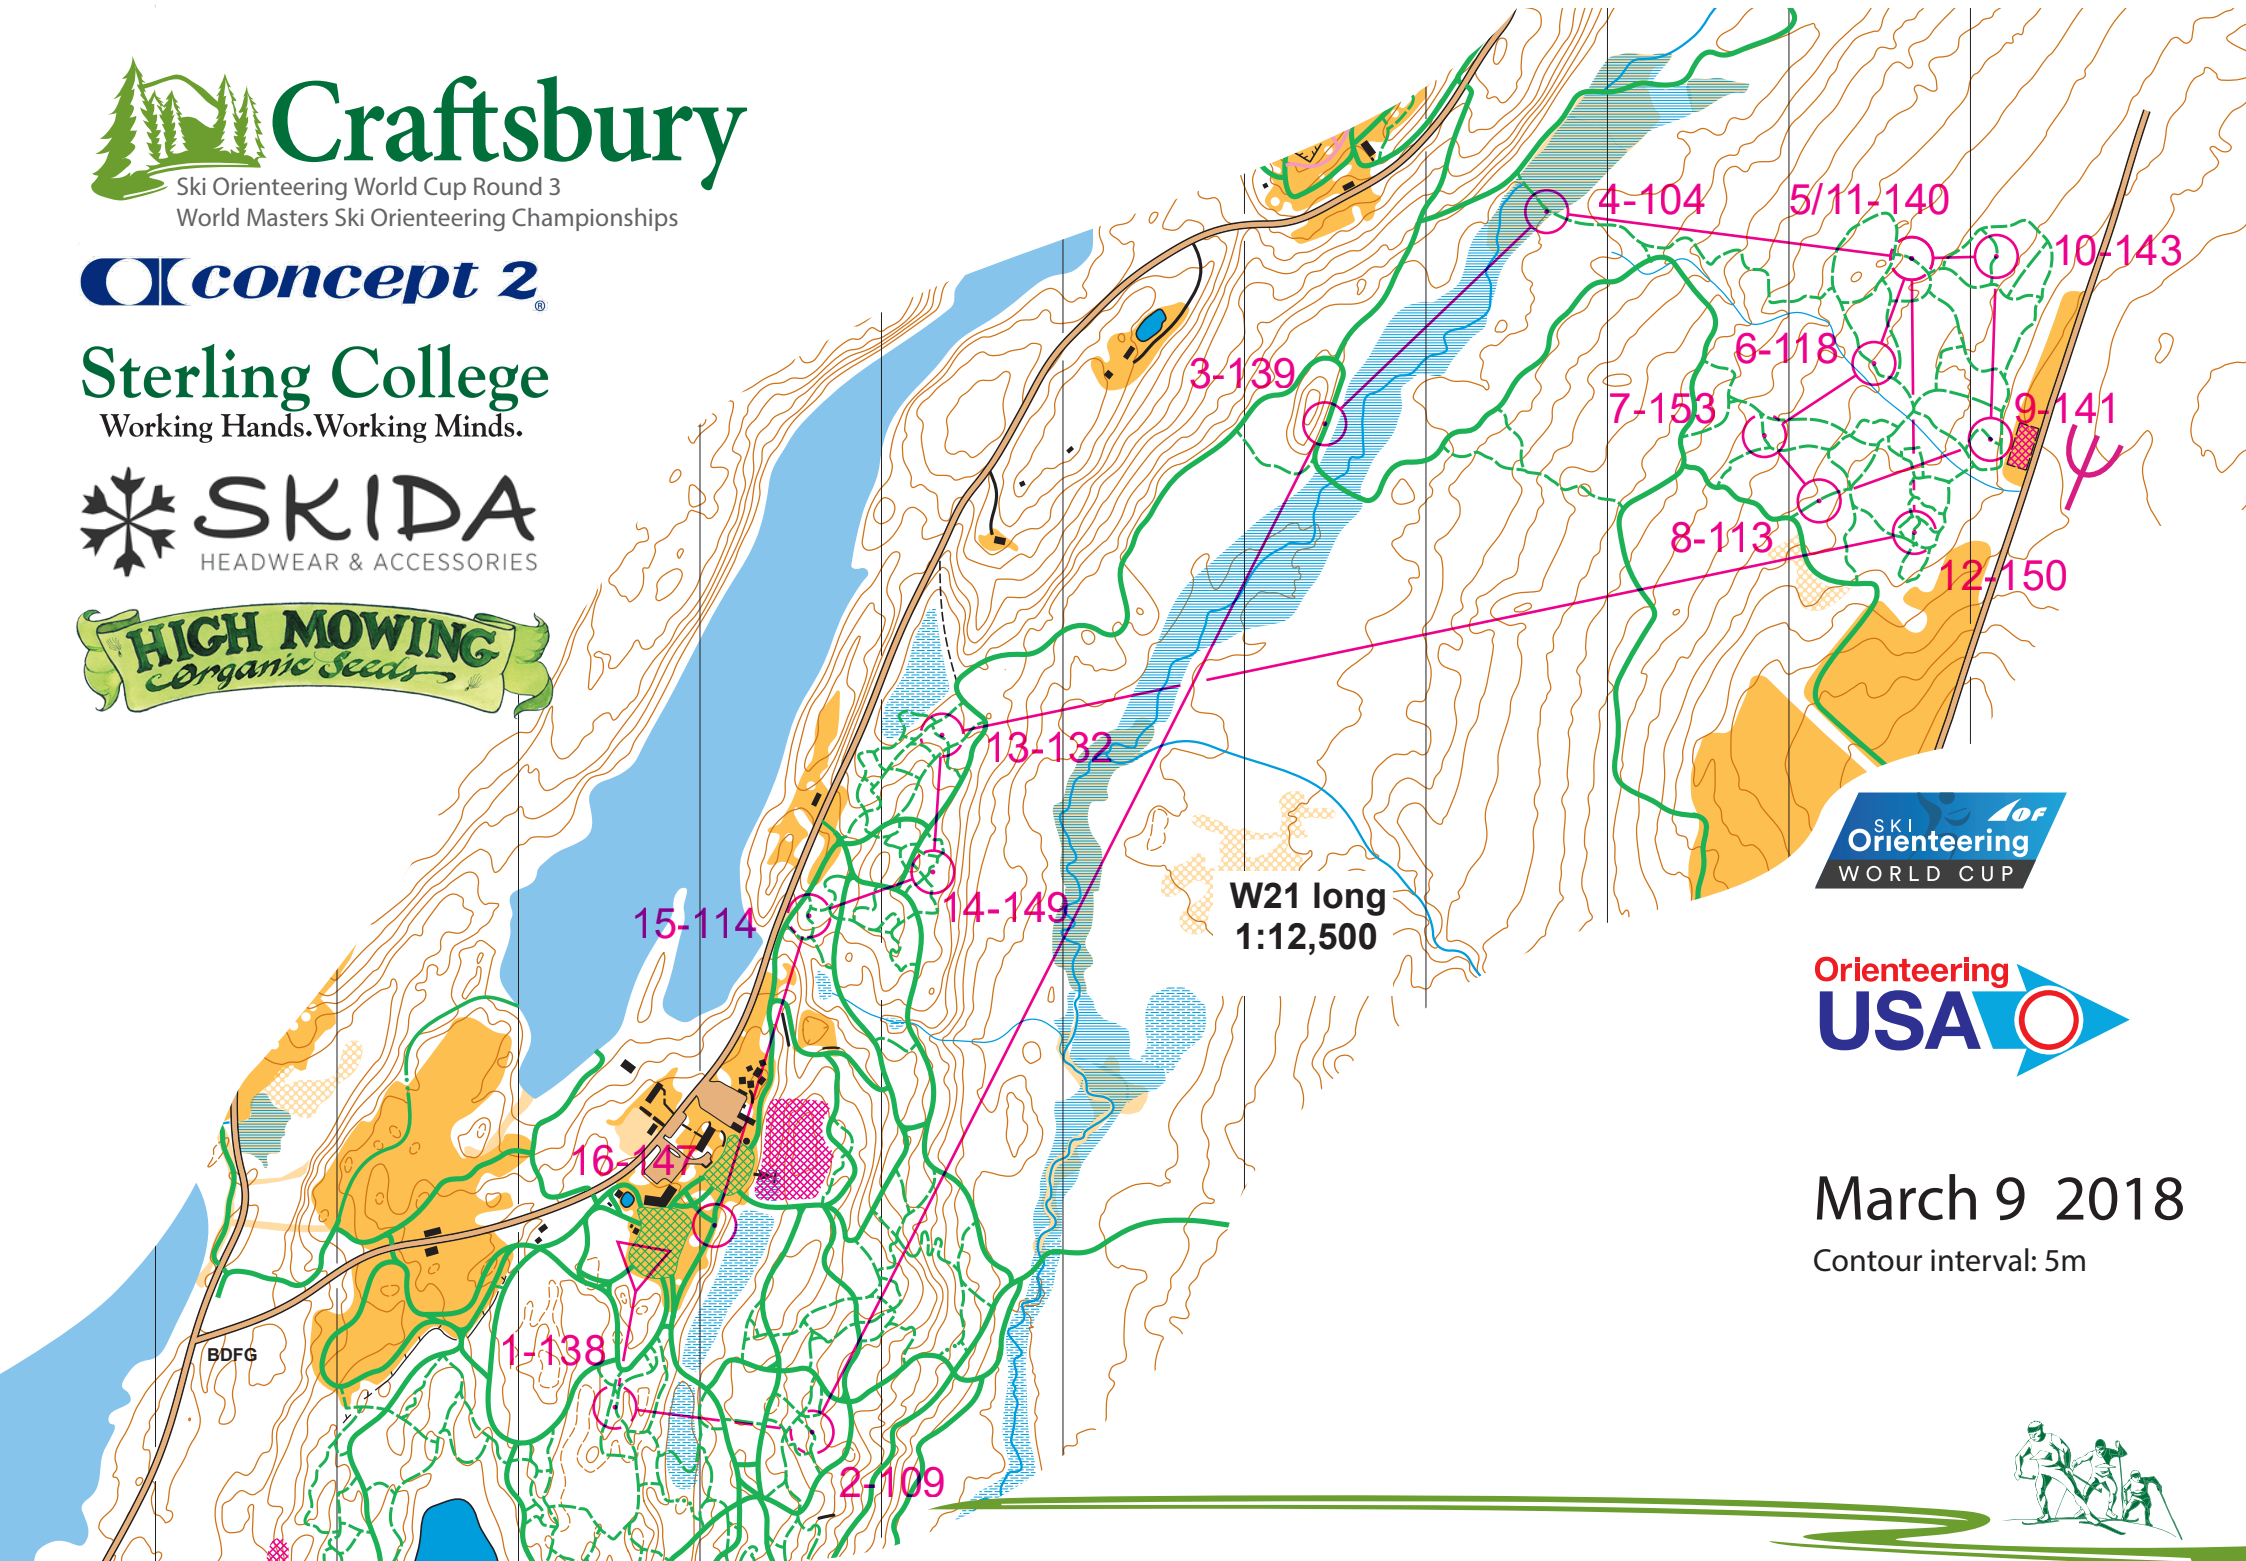 Craftsbury
Ski Orienteering World Cup Round 3
World Masters Ski Orienteering Championships
concept 2®
Sterling College
Working Hands. Working Minds.
SKIDA
HEADWEAR & ACCESSORIES
HIGH MOWING
Organic Seeds
4-104
5/11-140
10-143
3-139
6-118
7-153
9-141
8-113
12-150
13-132
14-149
15-114
W21 long
1:12,500
16-147
1-138
BDFG
2-109
IOF
SKI
Orienteering
WORLD CUP
Orienteering
USA
March 9 2018
Contour interval: 5m